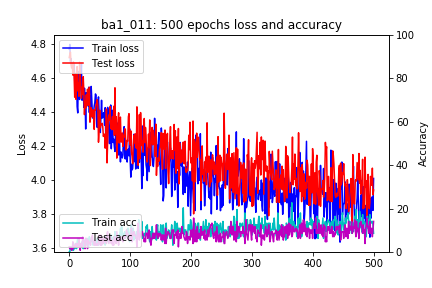 ba1_011: 500 epochs loss and accuracy
Train loss
Test loss
Train acc
Test acc
Loss
4.8
4.6
4.4
4.2
4.0
3.8
3.6
0
100
200
300
400
500
100
80
60
40
20
0
Accuracy